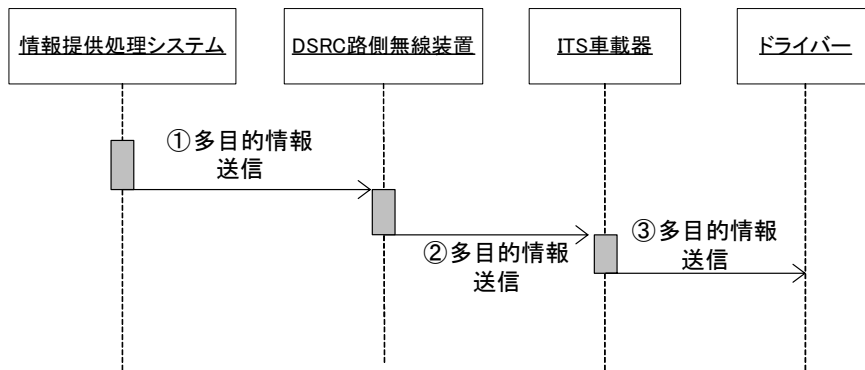 情報提供処理システム
DSRC路側無線装置
ITS車載器
ドライバー
①多目的情報
送信
②多目的情報
送信
③多目的情報
送信